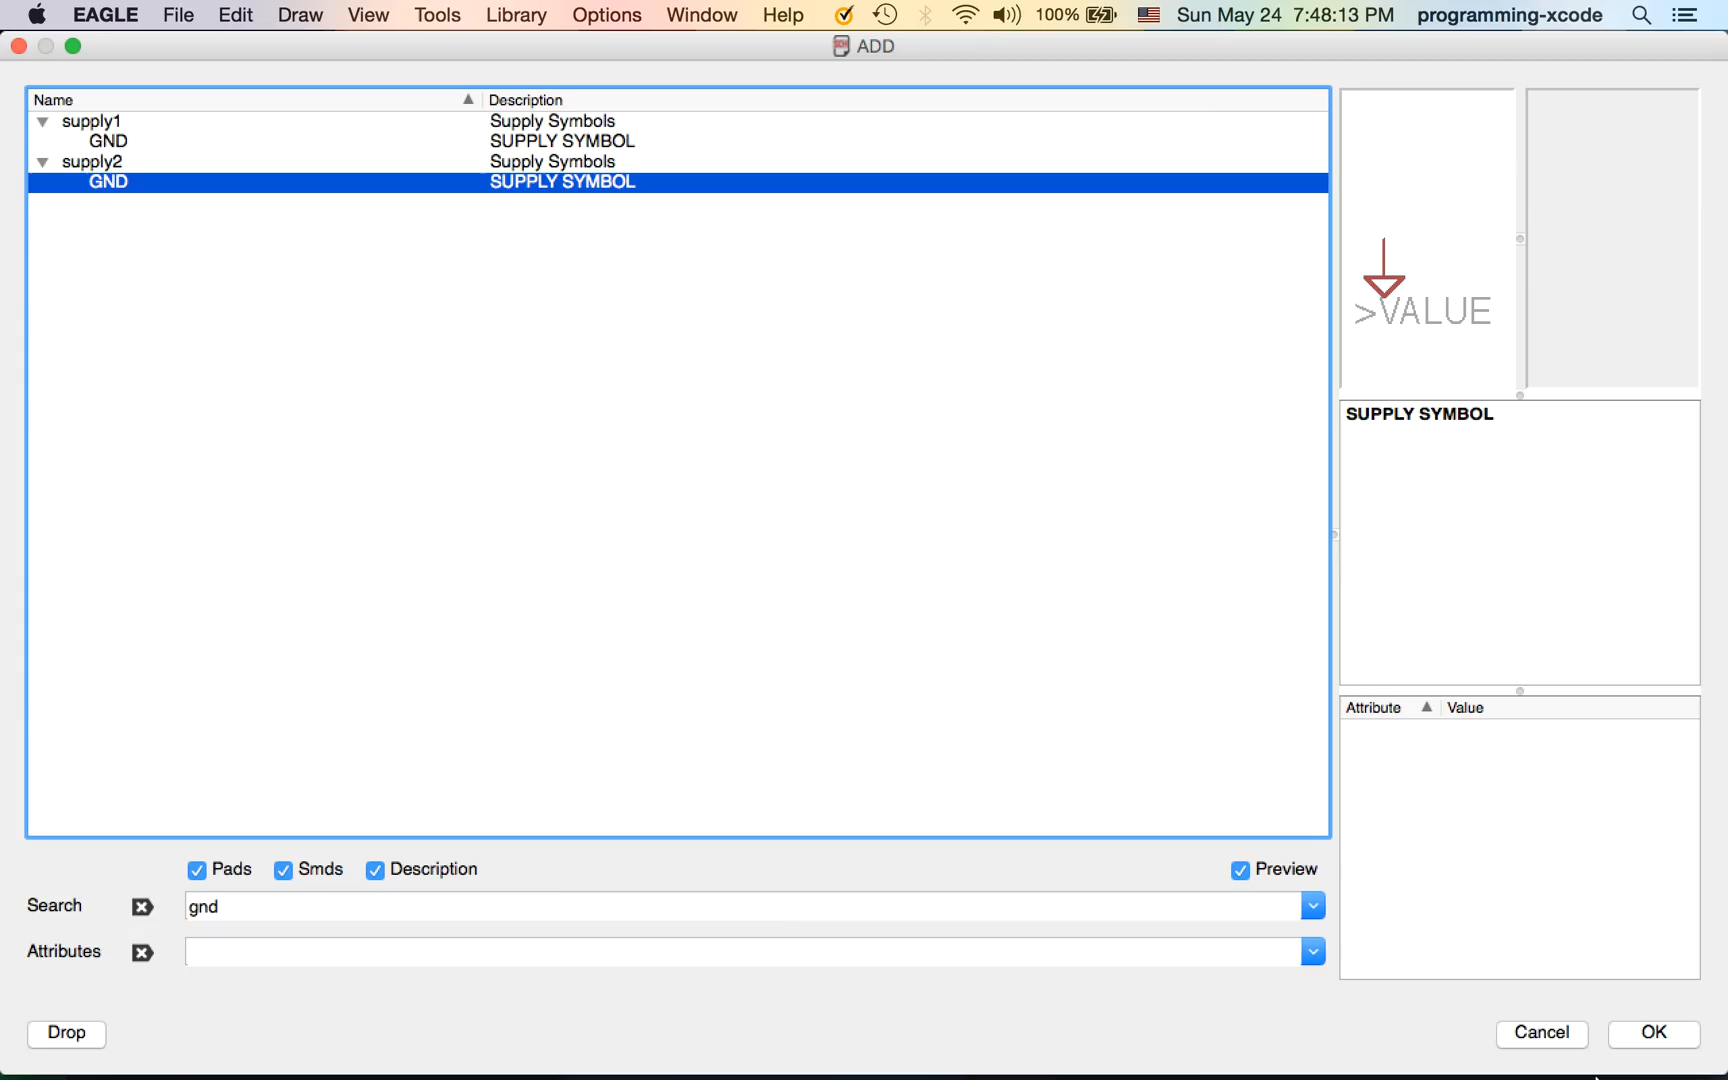 EAGLE File Edit Draw View Tools Library Options Window Help 100% Sun May 24 7:48:13 PM programming-xcode
ADD
Name Description
supply1 Supply Symbols
GND SUPPLY SYMBOL
supply2 Supply Symbols
GND SUPPLY SYMBOL
>VALUE
SUPPLY SYMBOL
Attribute Value
Pads Smds Description Preview
Search gnd
Attributes
Drop Cancel OK